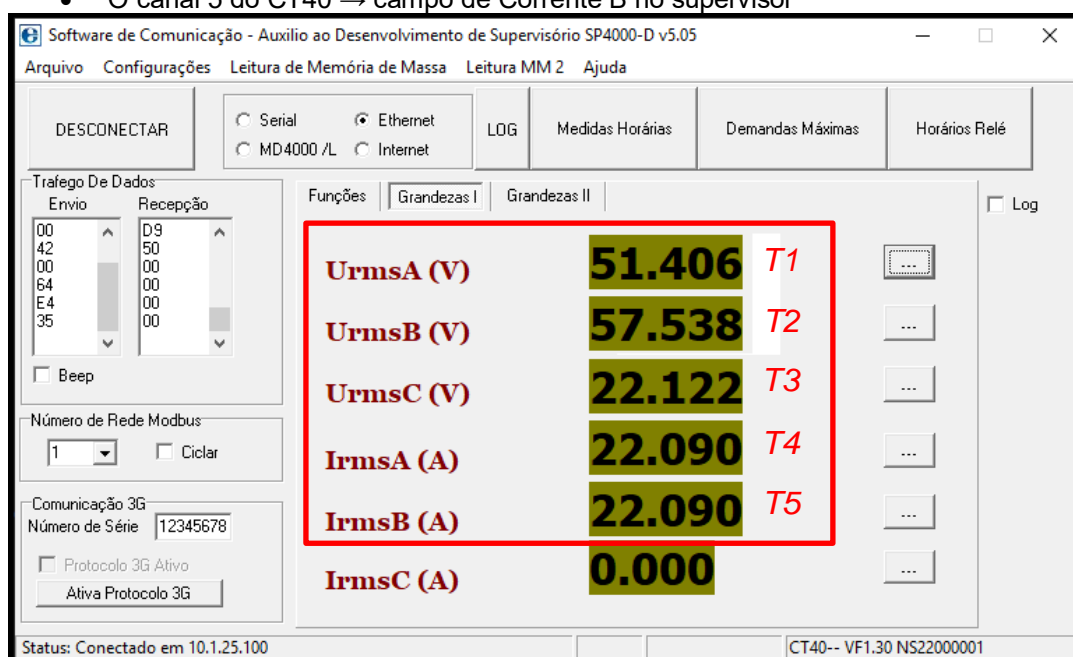 • O canal 5 do CT40 → campo de Corrente B no supervisor
Software de Comunicação - Auxilio ao Desenvolvimento de Supervisório SP4000-D v5.05
Arquivo Configurações Leitura de Memória de Massa Leitura MM 2 Ajuda
DESCONECTAR
Serial Ethernet
MD4000 /L Internet
LOG
Medidas Horárias
Demandas Máximas
Horários Relé
Trafego De Dados
Envio Recepção
00 D9
42 50
00 00
64 00
E4 00
35 00
Beep
Número de Rede Modbus
1 Ciclar
Comunicação 3G
Número de Série 12345678
Protocolo 3G Ativo
Ativa Protocolo 3G
Funções Grandezas I Grandezas II
Log
UrmsA (V) 51.406 T1 ...
UrmsB (V) 57.538 T2 ...
UrmsC (V) 22.122 T3 ...
IrmsA (A) 22.090 T4 ...
IrmsB (A) 22.090 T5 ...
IrmsC (A) 0.000 ...
Status: Conectado em 10.1.25.100
CT40-- VF1.30 NS22000001